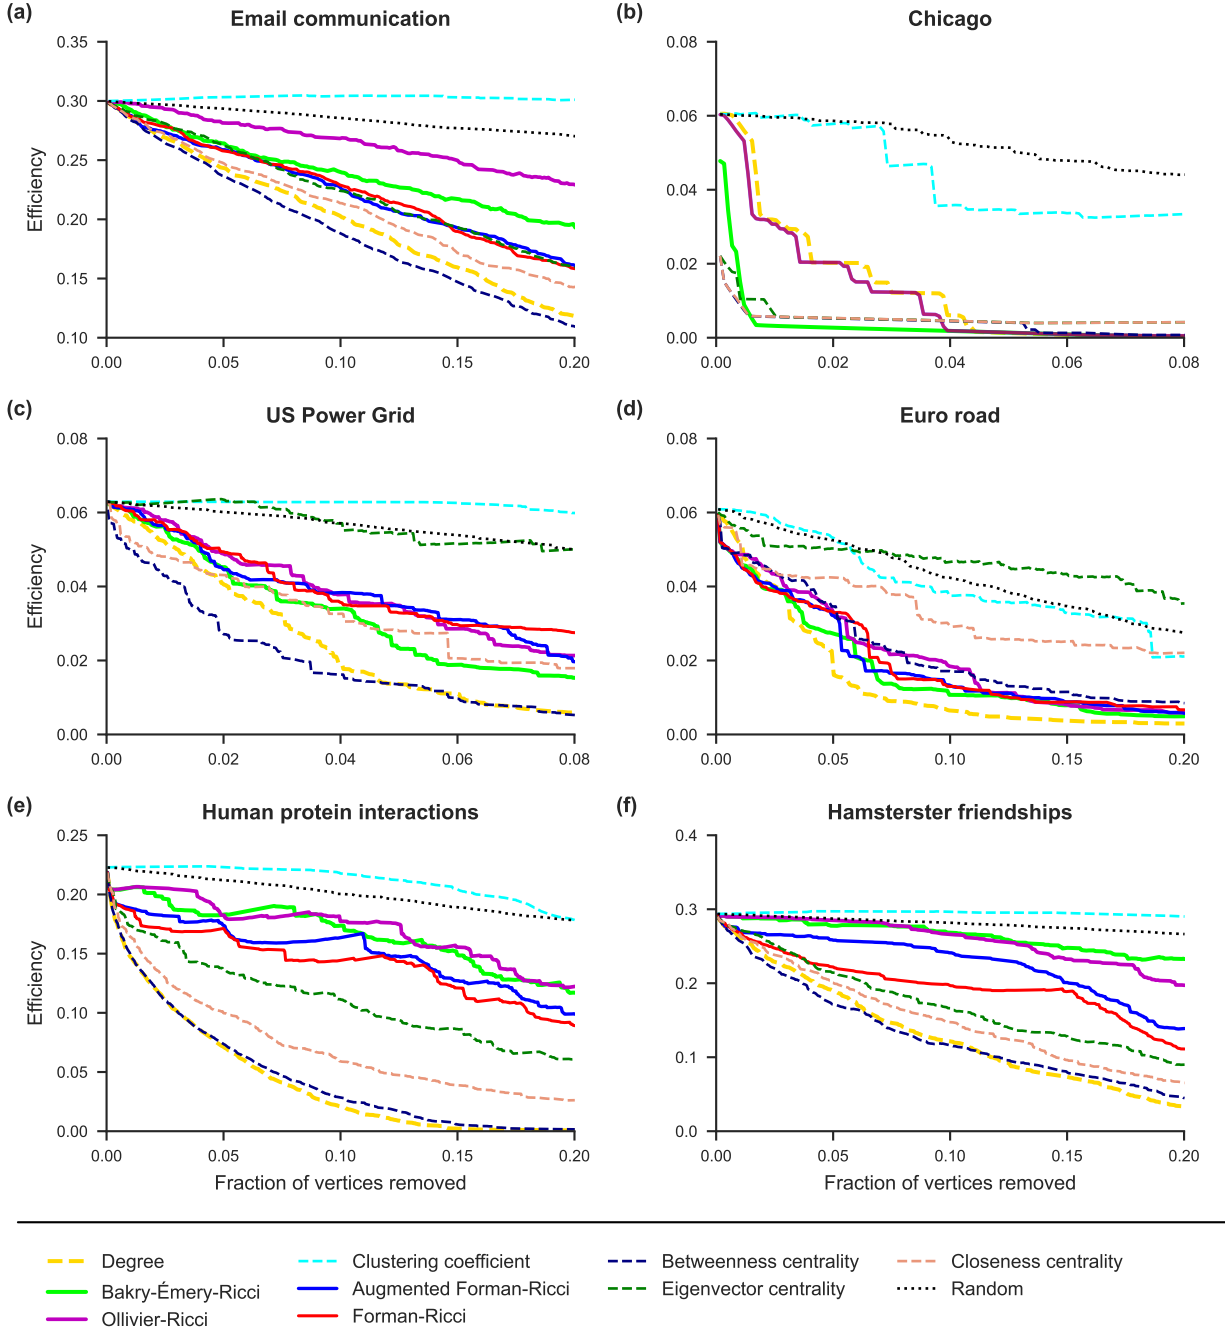 (a) Email communication
0.35
0.30
0.25
0.20
0.15
0.10
Efficiency
0.00 0.05 0.10 0.15 0.20
(b) Chicago
0.08
0.06
0.04
0.02
0.00
0.00 0.02 0.04 0.06 0.08
(c) US Power Grid
0.08
0.06
0.04
0.02
0.00
Efficiency
0.00 0.02 0.04 0.06 0.08
(d) Euro road
0.08
0.06
0.04
0.02
0.00
0.00 0.05 0.10 0.15 0.20
(e) Human protein interactions
0.25
0.20
0.15
0.10
0.05
0.00
Efficiency
0.00 0.05 0.10 0.15 0.20
Fraction of vertices removed
(f) Hamsterster friendships
0.4
0.3
0.2
0.1
0.0
0.00 0.05 0.10 0.15 0.20
Fraction of vertices removed
Degree Clustering coefficient Betweenness centrality Closeness centrality
Bakry-Émery-Ricci Augmented Forman-Ricci Eigenvector centrality Random
Ollivier-Ricci Forman-Ricci